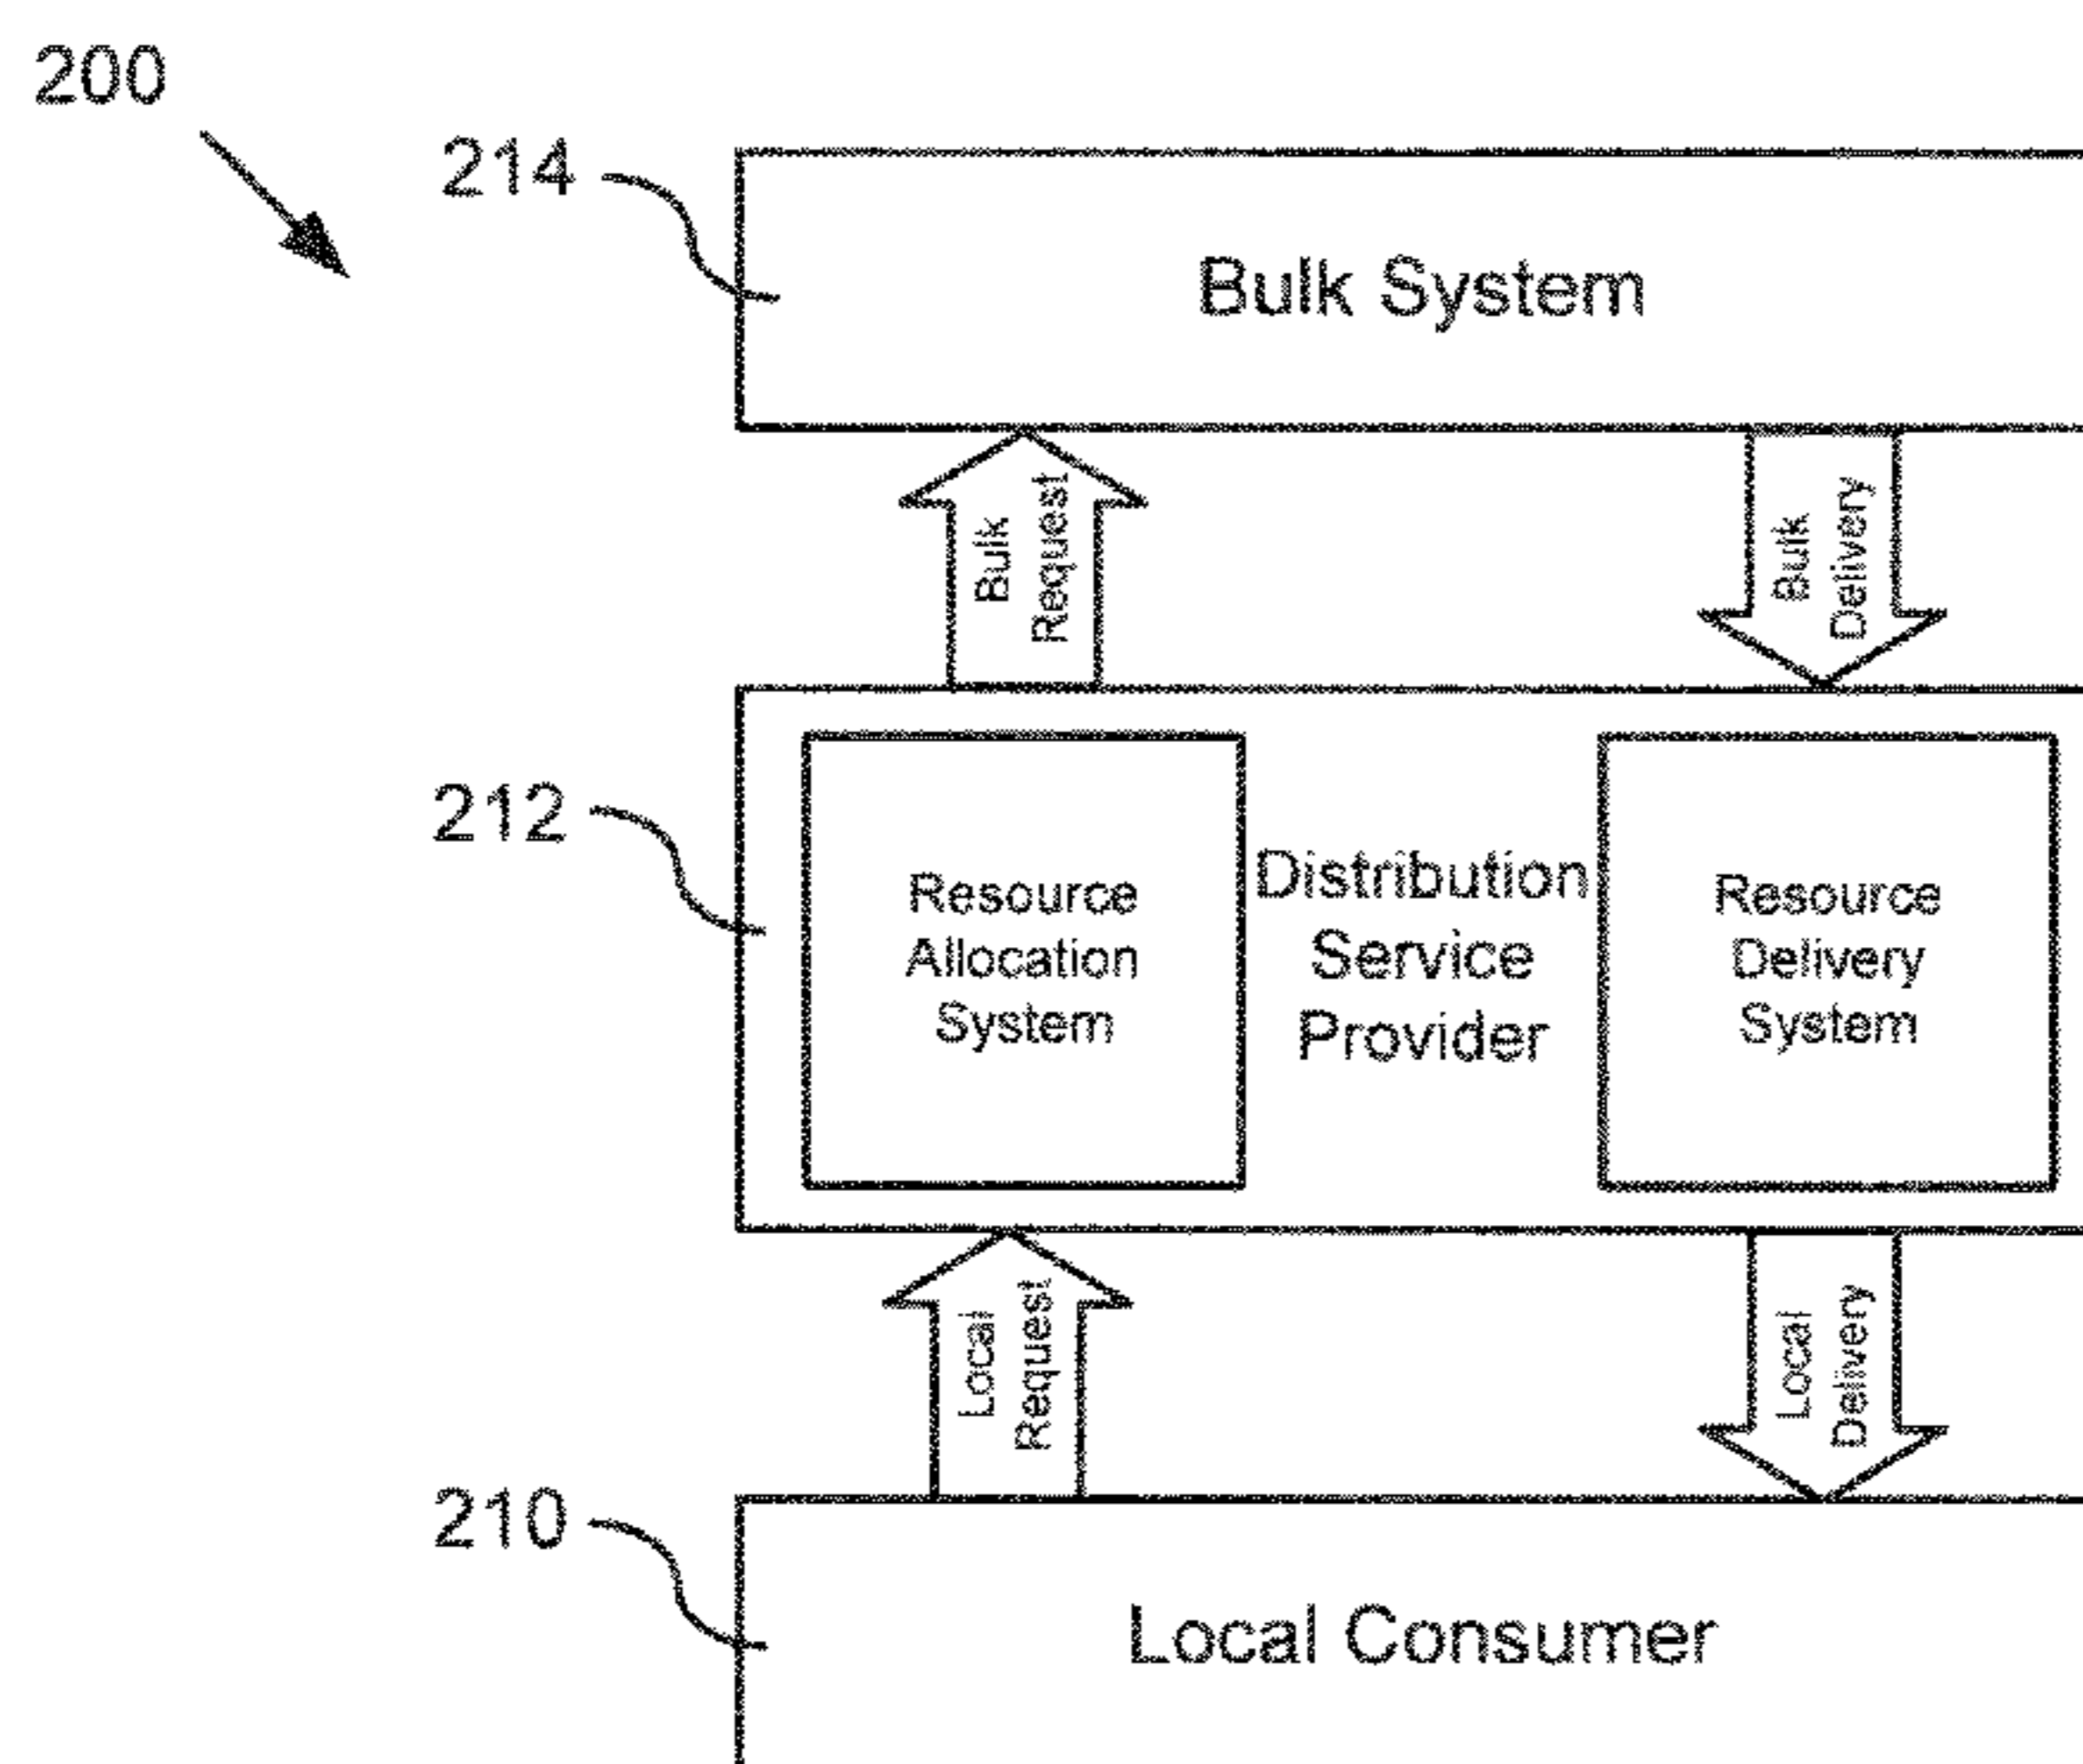 200
214
Bulk System
Bulk
Request
Bulk
Delivery
212
Resource
Allocation
System
Distribution
Service
Provider
Resource
Delivery
System
Local
Request
Local
Delivery
210
Local Consumer